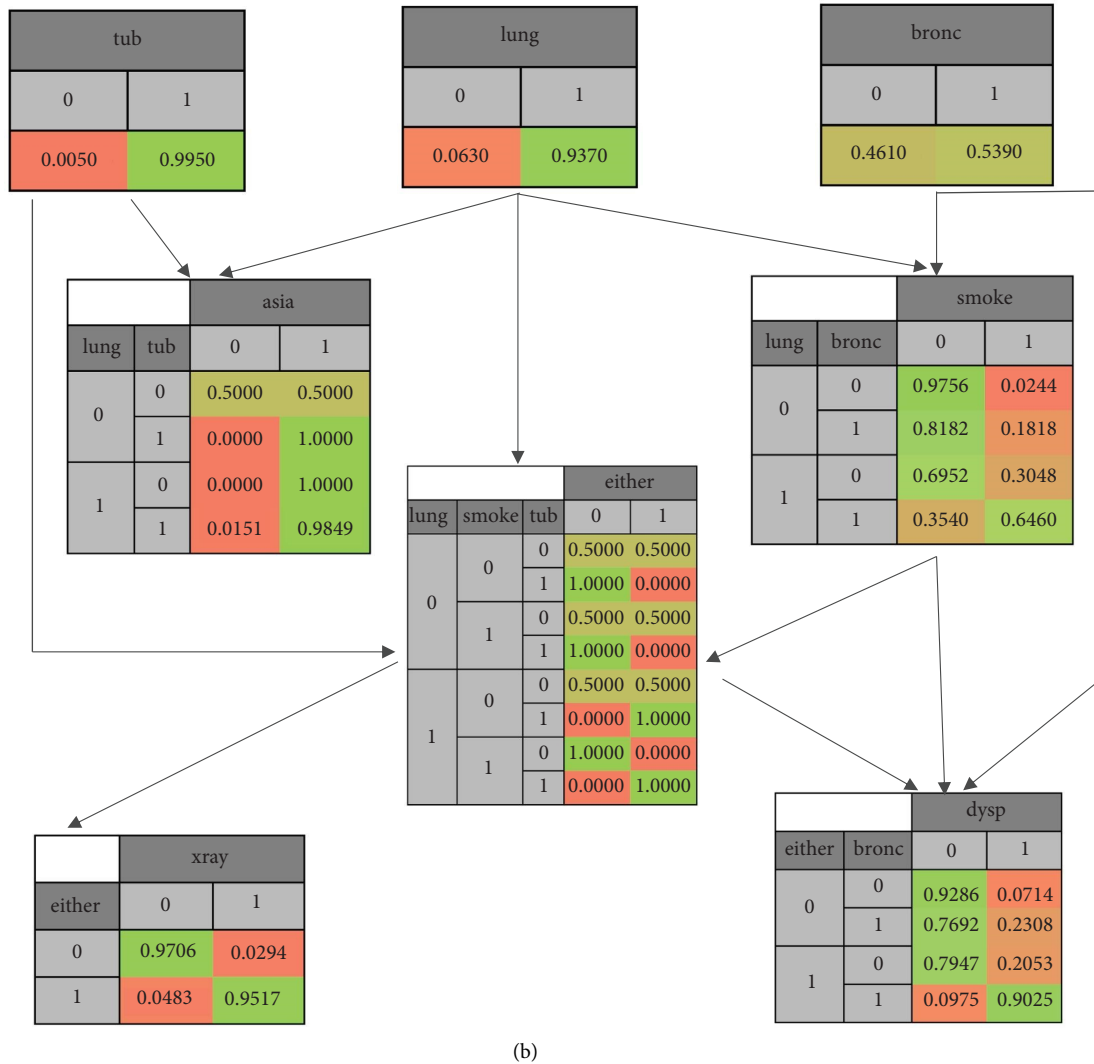 tub
0 1
0.0050 0.9950
lung
0 1
0.0630 0.9370
bronc
0 1
0.4610 0.5390
asia
lung tub 0 1
0 0 0.5000 0.5000
1 0.0000 1.0000
1 0 0.0000 1.0000
1 0.0151 0.9849
smoke
lung bronc 0 1
0 0 0.9756 0.0244
1 0.8182 0.1818
1 0 0.6952 0.3048
1 0.3540 0.6460
either
lung smoke tub 0 1
0 0 0 0.5000 0.5000
1 1.0000 0.0000
1 0 0.5000 0.5000
1 1.0000 0.0000
1 0 0 0.5000 0.5000
1 0.0000 1.0000
1 0 1.0000 0.0000
1 0.0000 1.0000
xray
either 0 1
0 0.9706 0.0294
1 0.0483 0.9517
dysp
either bronc 0 1
0 0 0.9286 0.0714
1 0.7692 0.2308
1 0 0.7947 0.2053
1 0.0975 0.9025
(b)